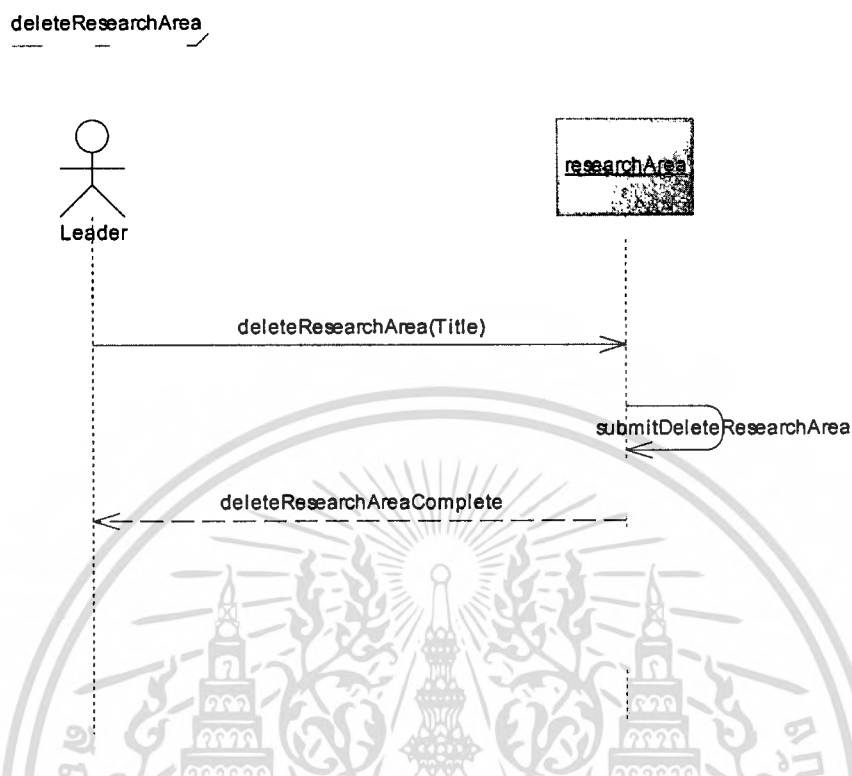 deleteResearchArea
researchArea
Leader
deleteResearchArea(Title)
submitDeleteResearchArea
deleteResearchAreaComplete